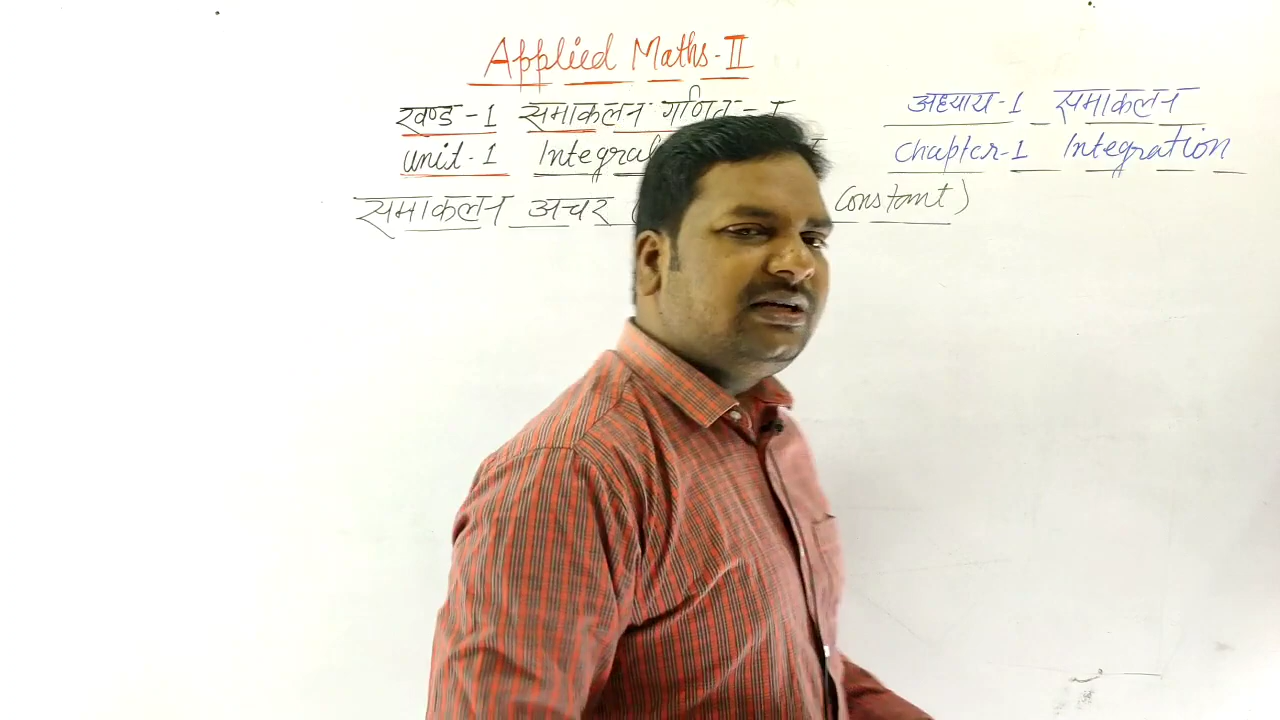 Applied Maths-II
खण्ड-1 समाकलन गणित-I
unit-1 Integral
समाकलन अचर ( Constant)
अध्याय-1 समाकलन
chapter-1 Integration